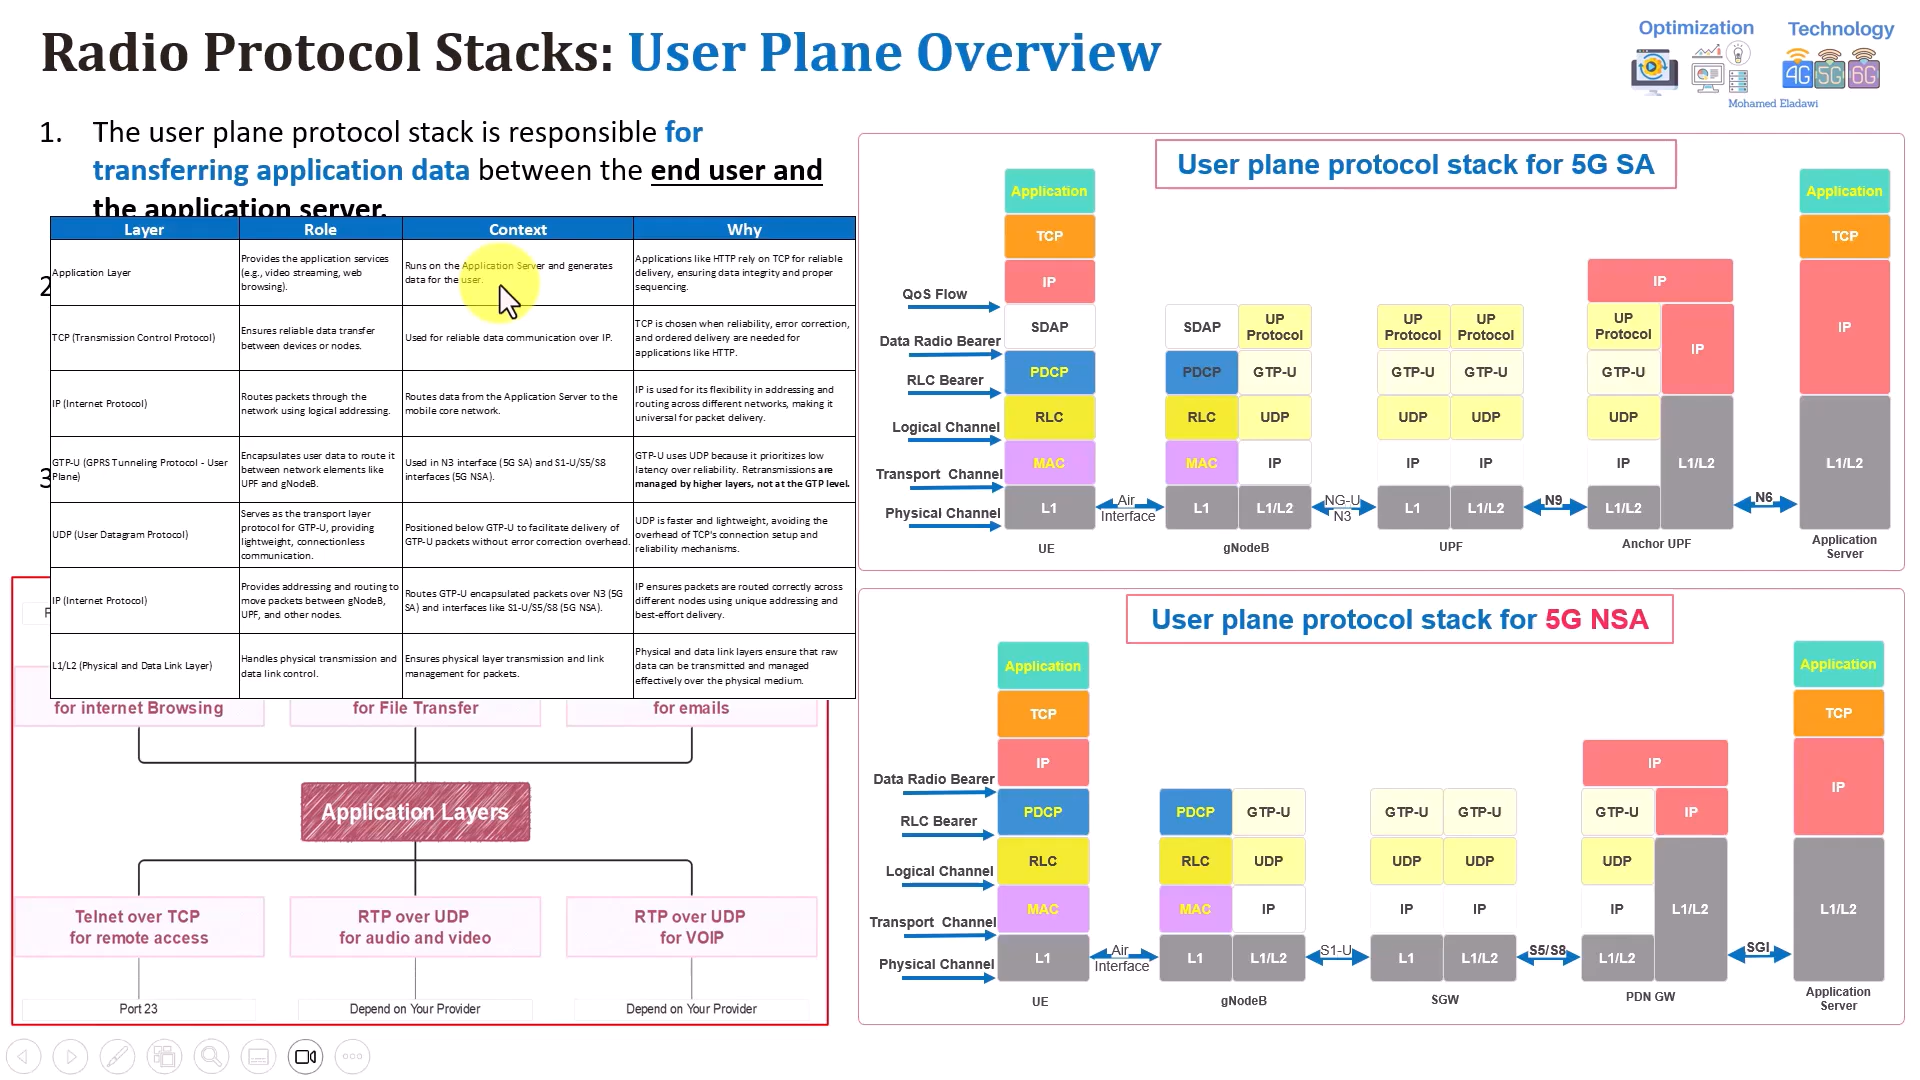 Radio Protocol Stacks: User Plane Overview
Optimization
Technology
4G 5G 6G
Mohamed Eladawi
1. The user plane protocol stack is responsible for
transferring application data between the end user and
the application server.
2
3
Layer Role Context Why
Application Layer
Provides the application services
(e.g., video streaming, web
browsing).
Runs on the Application Server and generates
data for the user.
Applications like HTTP rely on TCP for reliable
delivery, ensuring data integrity and proper
sequencing.
TCP (Transmission Control Protocol)
Ensures reliable data transfer
between devices or nodes.
Used for reliable data communication over IP.
TCP is chosen when reliability, error correction,
and ordered delivery are needed for
applications like HTTP.
IP (Internet Protocol)
Routes packets through the
network using logical addressing.
Routes data from the Application Server to the
mobile core network.
IP is used for its flexibility in addressing and
routing across different networks, making it
universal for packet delivery.
GTP-U (GPRS Tunneling Protocol - User
Plane)
Encapsulates user data to route it
between network elements like
UPF and gNodeB.
Used in N3 interface (5G SA) and S1-U/S5/S8
interfaces (5G NSA).
GTP-U uses UDP because it prioritizes low
latency over reliability. Retransmissions are
managed by higher layers, not at the GTP level.
UDP (User Datagram Protocol)
Serves as the transport layer
protocol for GTP-U, providing
lightweight, connectionless
communication.
Positioned below GTP-U to facilitate delivery of
GTP-U packets without error correction overhead.
UDP is faster and lightweight, avoiding the
overhead of TCP's connection setup and
reliability mechanisms.
IP (Internet Protocol)
Provides addressing and routing to
move packets between gNodeB,
UPF, and other nodes.
Routes GTP-U encapsulated packets over N3 (5G
SA) and interfaces like S1-U/S5/S8 (5G NSA).
IP ensures packets are routed correctly across
different nodes using unique addressing and
best-effort delivery.
L1/L2 (Physical and Data Link Layer)
Handles physical transmission and
data link control.
Ensures physical layer transmission and link
management for packets.
Physical and data link layers ensure that raw
data can be transmitted and managed
effectively over the physical medium.
for internet Browsing
for File Transfer
for emails
Application Layers
Telnet over TCP
for remote access
RTP over UDP
for audio and video
RTP over UDP
for VOIP
Port 23
Depend on Your Provider
Depend on Your Provider
User plane protocol stack for 5G SA
Application Application
TCP TCP
IP IP
QoS Flow
SDAP SDAP UP Protocol UP Protocol UP Protocol UP Protocol IP IP
Data Radio Bearer
PDCP PDCP GTP-U GTP-U GTP-U GTP-U
RLC Bearer
RLC RLC UDP UDP UDP UDP
Logical Channel
MAC MAC IP IP IP IP L1/L2 L1/L2
Transport Channel
L1 L1 L1/L2 L1 L1/L2 L1/L2
Physical Channel
Air Interface
NG-U N3
N9
N6
UE
gNodeB
UPF
Anchor UPF
Application
Server
User plane protocol stack for 5G NSA
Application Application
TCP TCP
IP IP IP
Data Radio Bearer
PDCP PDCP GTP-U GTP-U GTP-U GTP-U IP
RLC Bearer
RLC RLC UDP UDP UDP UDP
Logical Channel
MAC MAC IP IP IP IP L1/L2 L1/L2
Transport Channel
L1 L1 L1/L2 L1 L1/L2 L1/L2
Physical Channel
Air Interface
S1-U
S5/S8
SGI
UE
gNodeB
SGW
PDN GW
Application
Server